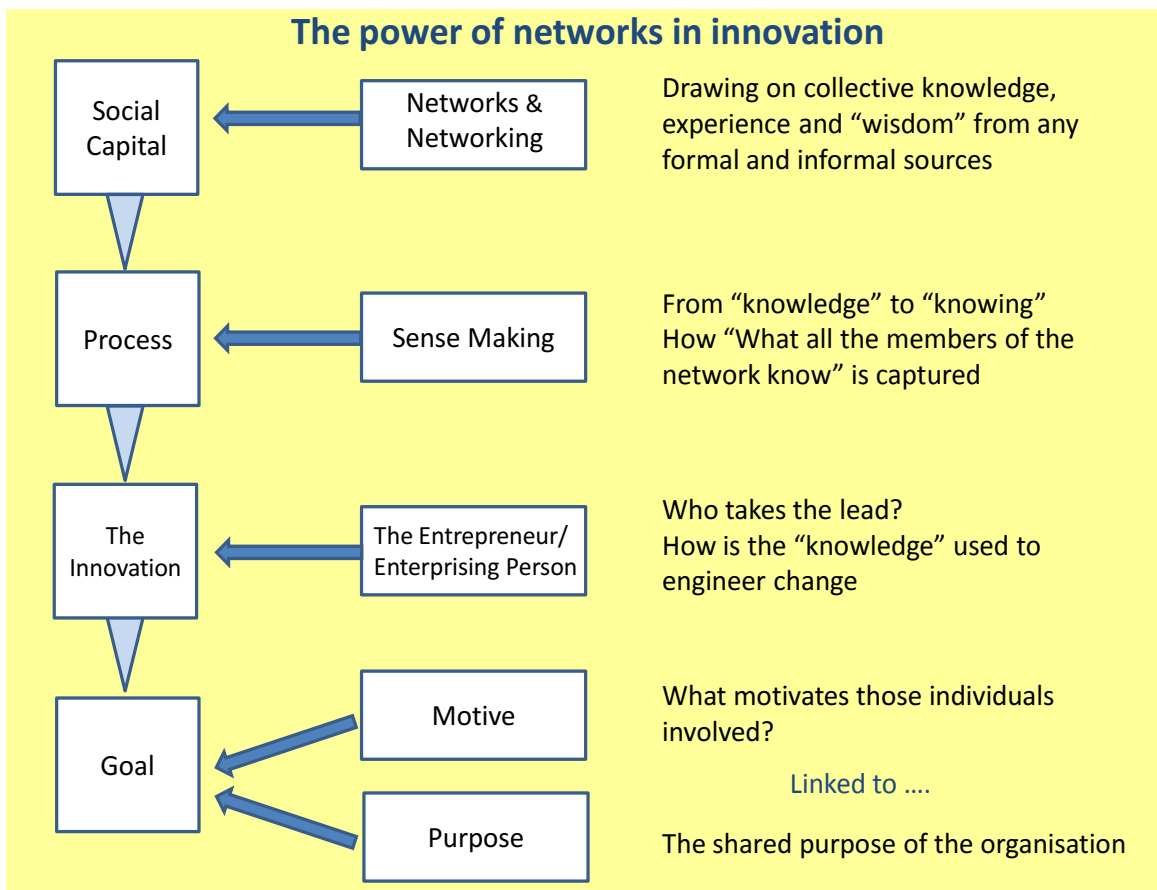 The power of networks in innovation
Social
Capital
Networks &
Networking
Drawing on collective knowledge,
experience and “wisdom” from any
formal and informal sources
Process
Sense Making
From “knowledge” to “knowing”
How “What all the members of the
network know” is captured
The
Innovation
The Entrepreneur/
Enterprising Person
Who takes the lead?
How is the “knowledge” used to
engineer change
Goal
Motive
What motivates those individuals
involved?
Linked to ....
Purpose
The shared purpose of the organisation